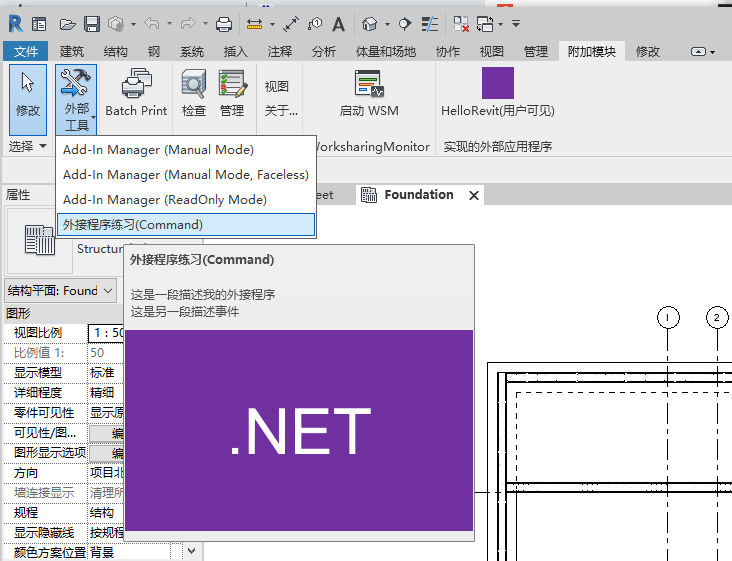 文件 建筑 结构 钢 系统 插入 注释 分析 体量和场地 协作 视图 管理 附加模块 修改
修改
外部
工具
Batch Print
检查
管理
视图
关于...
启动 WSM
HelloRevit(用户可见)
选择
WorksharingMonitor
实现的外部应用程序
Add-In Manager (Manual Mode)
Add-In Manager (Manual Mode, Faceless)
Add-In Manager (ReadOnly Mode)
外接程序练习(Command)
属性
eet
Foundation
Structur
外接程序练习(Command)
这是一段描述我的外接程序
这是另一段描述事件
.NET
结构平面: Found
图形
视图比例 1 : 50
比例值 1: 50
显示模型 标准
详细程度 精细
零件可见性 显示原
可见性/图... 编
图形显示选项 编
方向 项目北
墙连接显示 清理所
规程 结构
显示隐藏线 按规程
颜色方案位置 背景
1
2